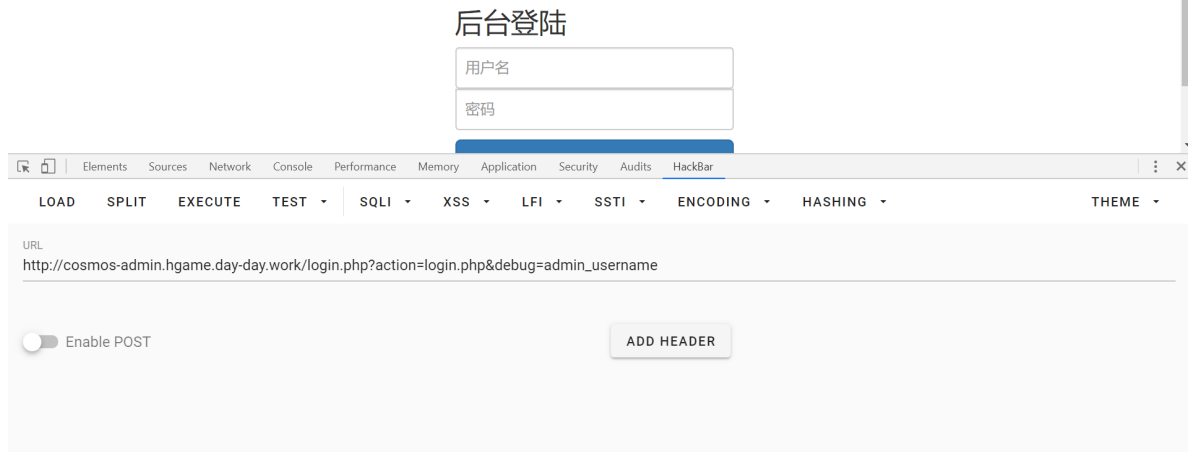 后台登陆
用户名
密码
Elements Sources Network Console Performance Memory Application Security Audits HackBar
LOAD SPLIT EXECUTE TEST SQLI XSS LFI SSTI ENCODING HASHING THEME
URL
http://cosmos-admin.hgame.day-day.work/login.php?action=login.php&debug=admin_username
Enable POST ADD HEADER